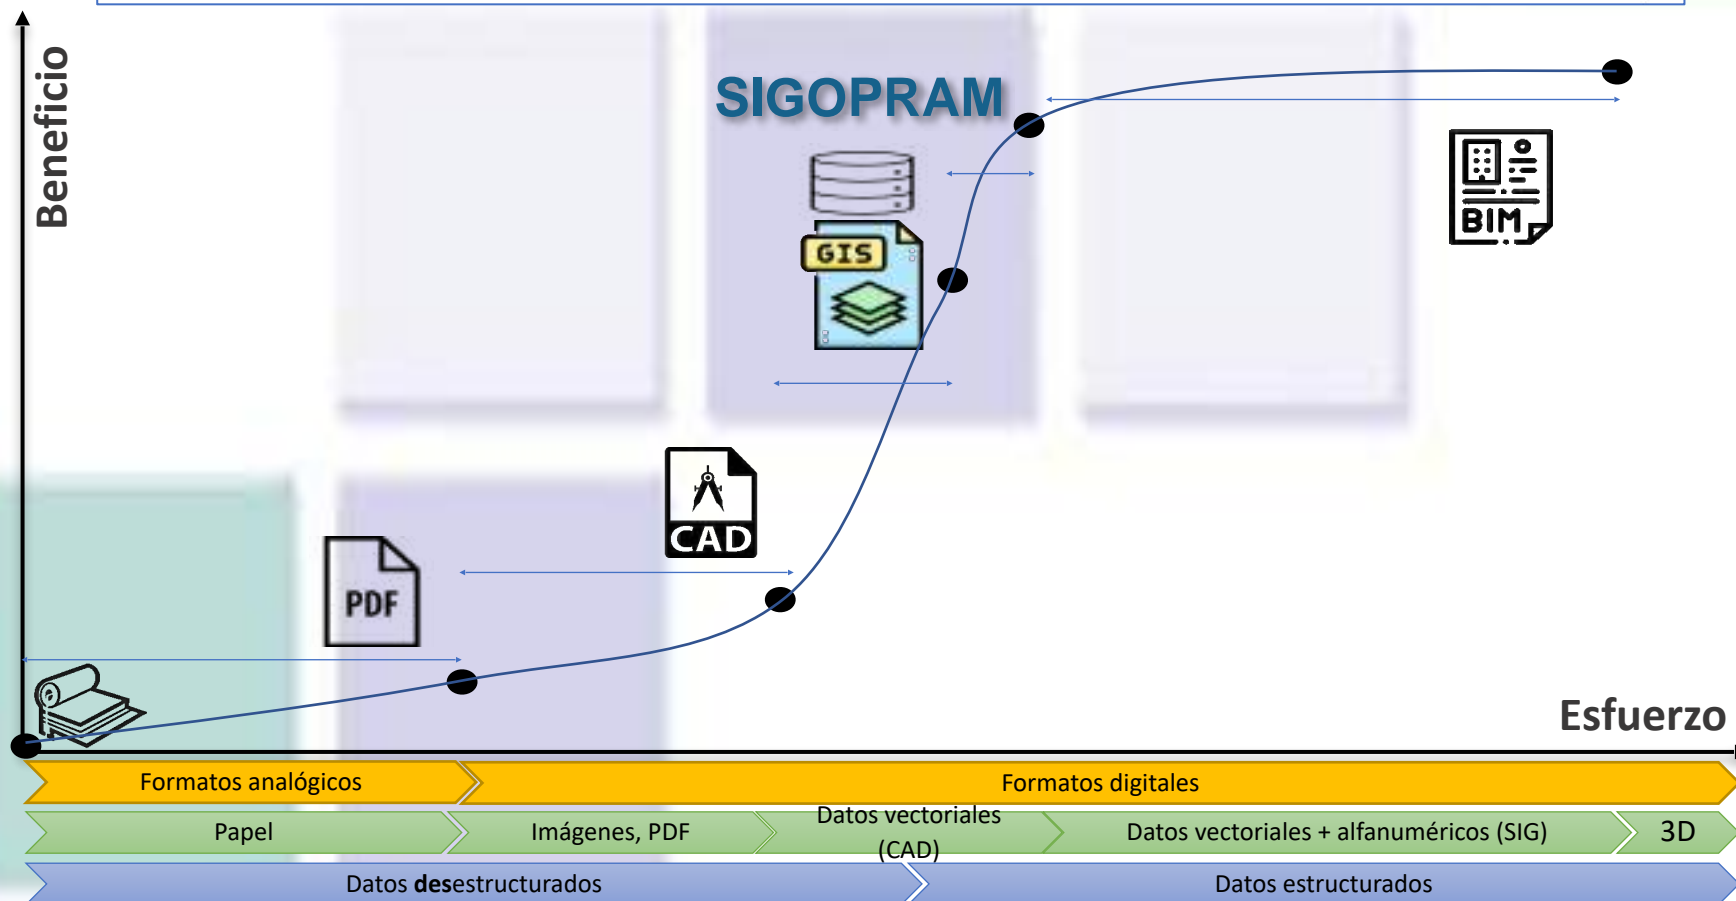 Beneficio
SIGOPRAM
GIS
BIM
CAD
PDF
Esfuerzo
Formatos analógicos
Formatos digitales
Papel
Imágenes, PDF
Datos vectoriales
(CAD)
Datos vectoriales + alfanuméricos (SIG)
3D
Datos desestructurados
Datos estructurados